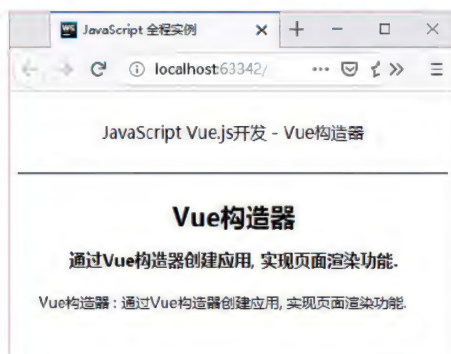 JavaScript 全程实例
localhost:63342/
JavaScript Vue.js开发 - Vue构造器
Vue构造器
通过Vue构造器创建应用, 实现页面渲染功能.
Vue构造器 : 通过Vue构造器创建应用, 实现页面渲染功能.